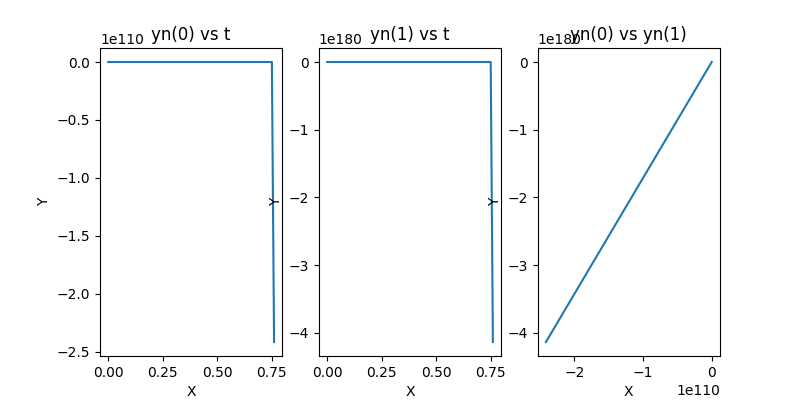 yn(0) vs t
1e110
0.0
−0.5
−1.0
−1.5
−2.0
−2.5
Y
0.00 0.25 0.50 0.75
X
yn(1) vs t
1e180
0
−1
−2
−3
−4
Y
0.00 0.25 0.50 0.75
X
yn(0) vs yn(1)
1e180
0
−1
−2
−3
−4
Y
−2 −1 0
X
1e110